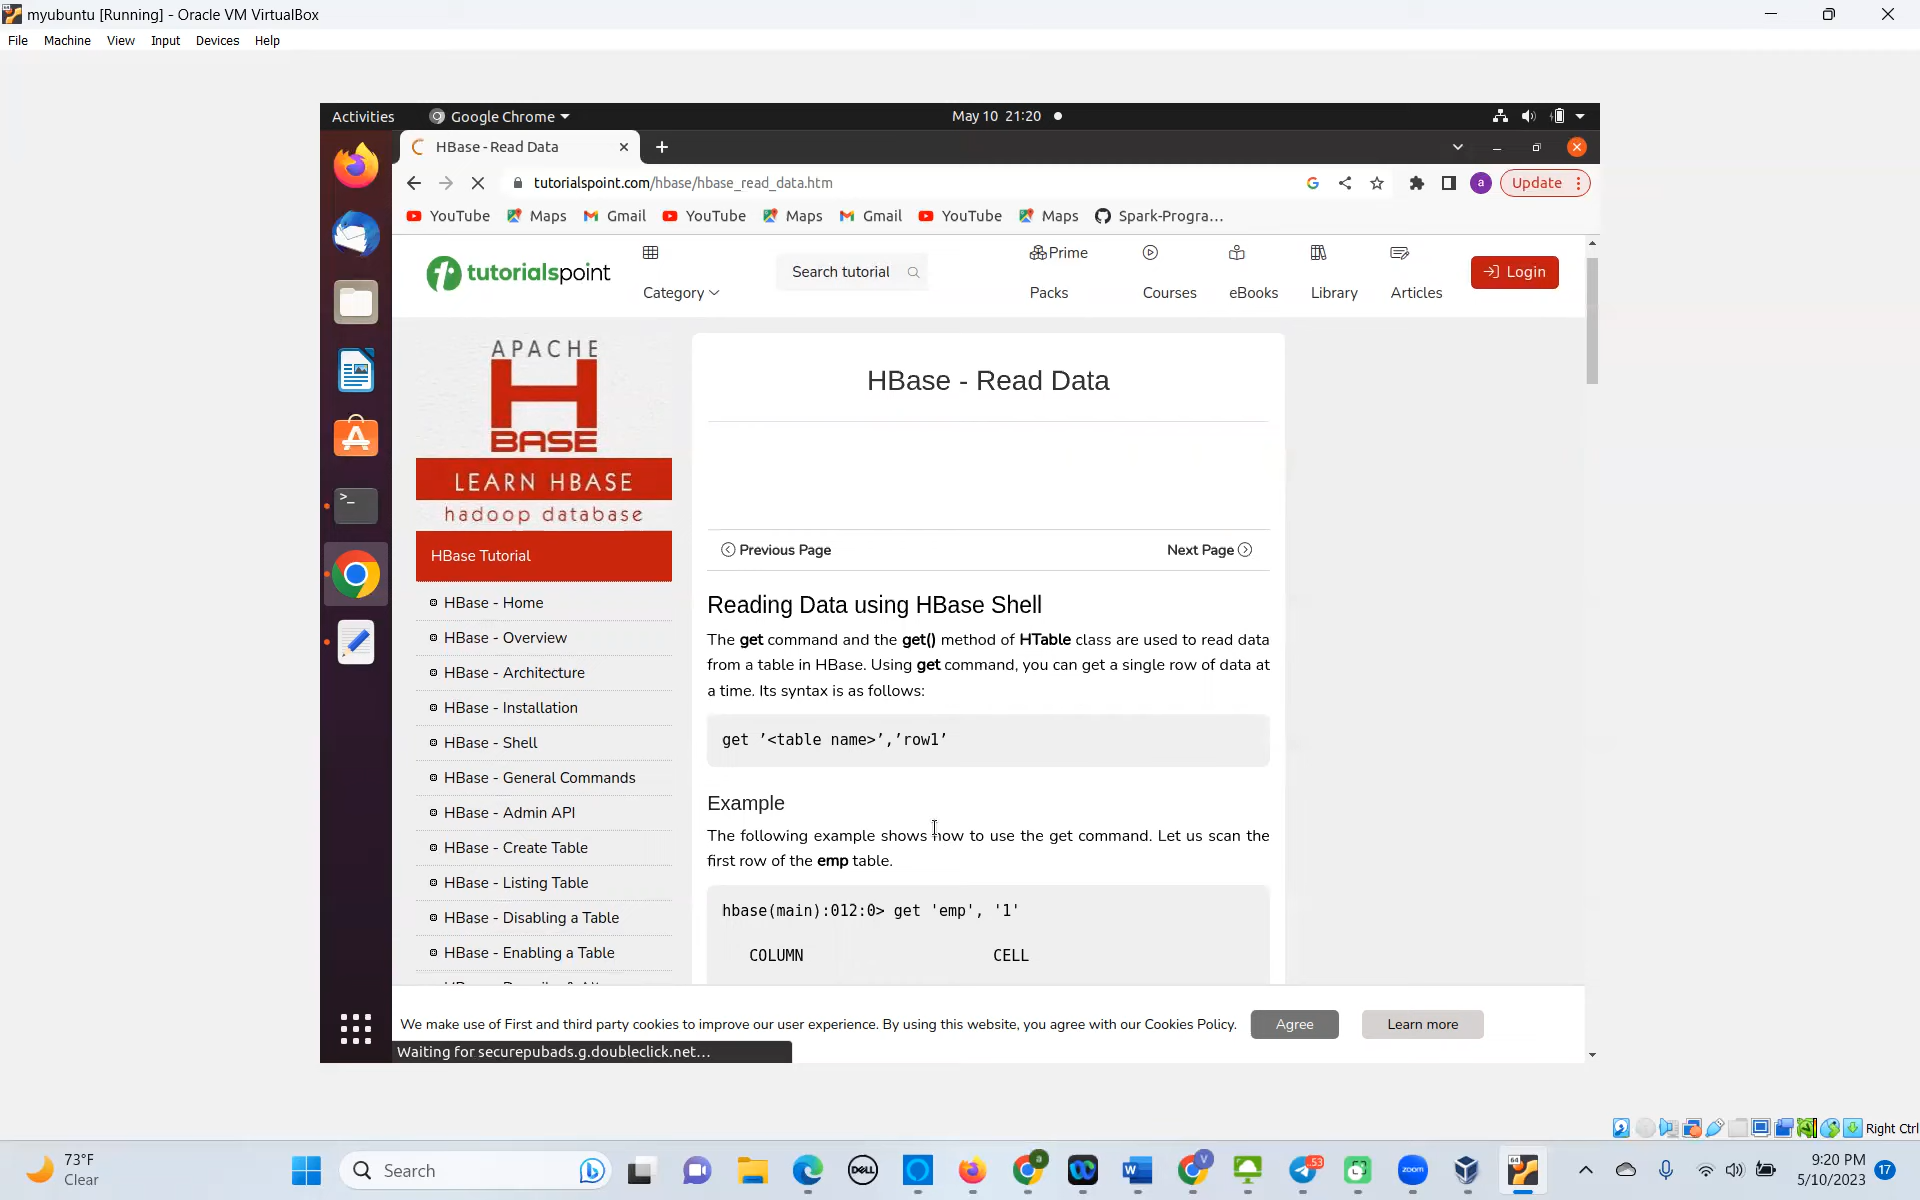 myubuntu [Running] - Oracle VM VirtualBox
File Machine View Input Devices Help
Activities Google Chrome May 10 21:20
HBase - Read Data
tutorialspoint.com/hbase/hbase_read_data.htm a Update
YouTube Maps Gmail YouTube Maps Gmail YouTube Maps Spark-Progra...
tutorialspoint
Category
Search tutorial
Prime
Packs
Courses
eBooks
Library
Articles
Login
APACHE
H
BASE
LEARN HBASE
hadoop database
HBase Tutorial
HBase - Home
HBase - Overview
HBase - Architecture
HBase - Installation
HBase - Shell
HBase - General Commands
HBase - Admin API
HBase - Create Table
HBase - Listing Table
HBase - Disabling a Table
HBase - Enabling a Table
HBase - Read Data
Previous Page Next Page
Reading Data using HBase Shell
The get command and the get() method of HTable class are used to read data
from a table in HBase. Using get command, you can get a single row of data at
a time. Its syntax is as follows:
get ’<table name>’,’row1’
Example
The following example shows how to use the get command. Let us scan the
first row of the emp table.
hbase(main):012:0> get 'emp', '1'
COLUMN CELL
We make use of First and third party cookies to improve our user experience. By using this website, you agree with our Cookies Policy. Agree Learn more
Waiting for securepubads.g.doubleclick.net...
Right Ctrl
73°F
Clear
Search
DELL
a
V
53
zoom
64
9:20 PM
5/10/2023
17